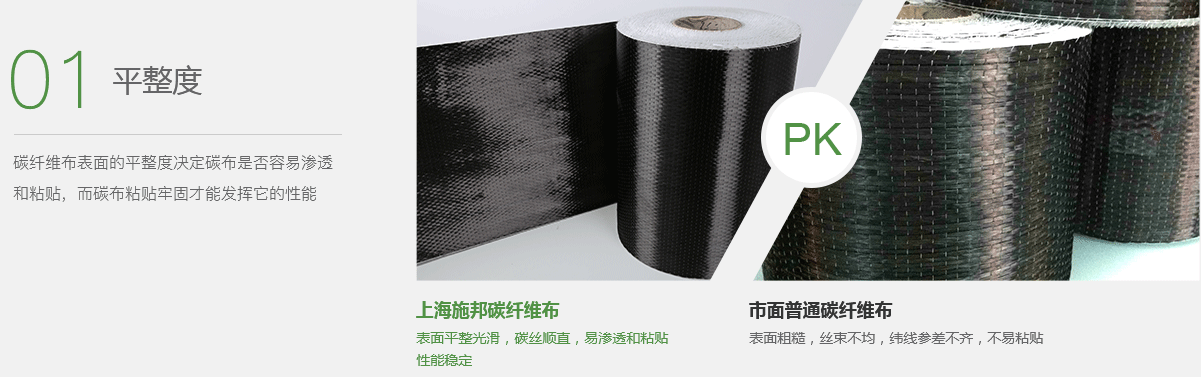 01 平整度
碳纤维布表面的平整度决定碳布是否容易渗透
和粘贴，而碳布粘贴牢固才能发挥它的性能
PK
上海施邦碳纤维布
表面平整光滑，碳丝顺直，易渗透和粘贴
性能稳定
市面普通碳纤维布
表面粗糙，丝束不均，纬线参差不齐，不易粘贴